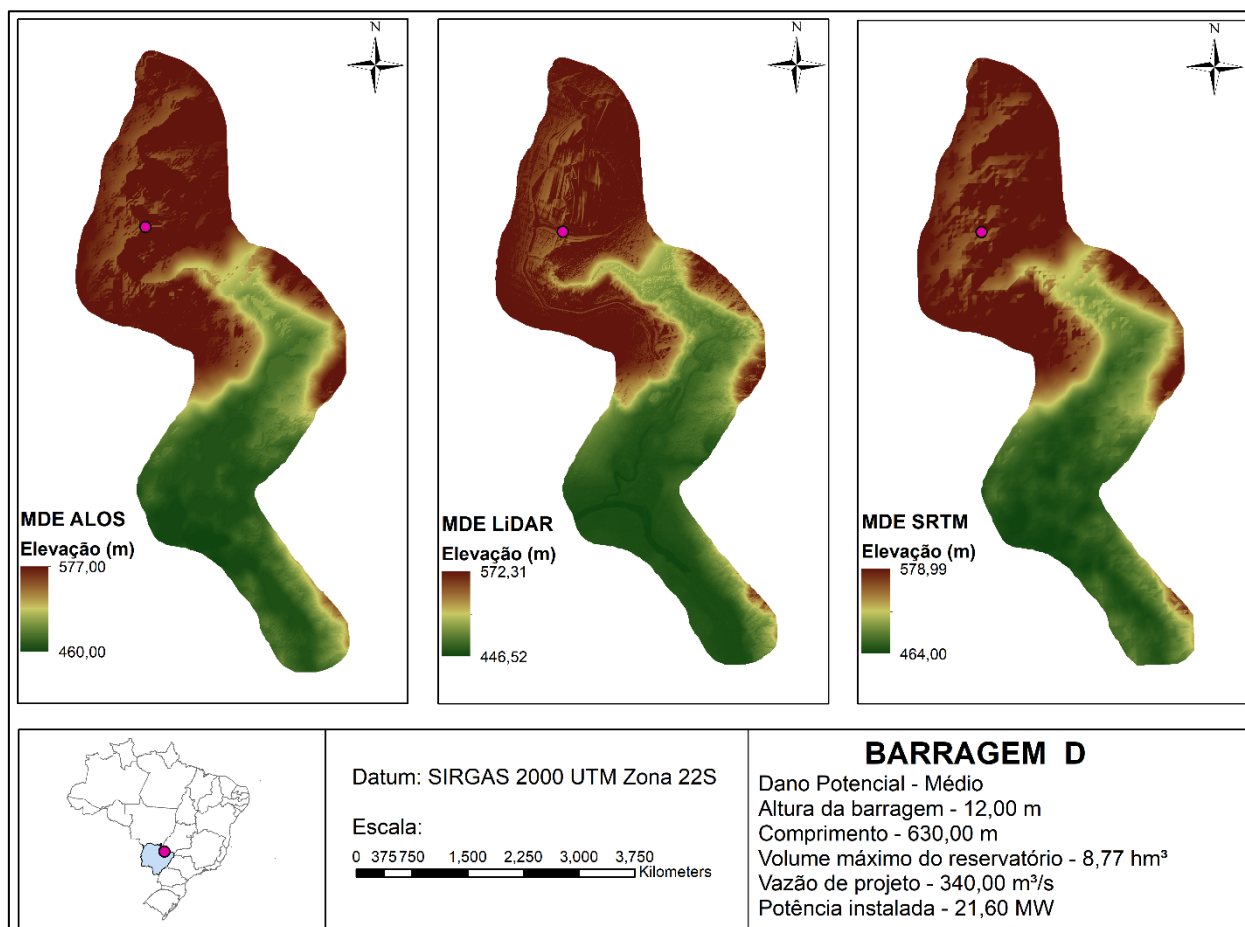 N
MDE ALOS
Elevação (m)
577,00
460,00
N
MDE LiDAR
Elevação (m)
572,31
446,52
N
MDE SRTM
Elevação (m)
578,99
464,00
Datum: SIRGAS 2000 UTM Zona 22S
Escala:
0 375 750 1,500 2,250 3,000 3,750
Kilometers
BARRAGEM D
Dano Potencial - Médio
Altura da barragem - 12,00 m
Comprimento - 630,00 m
Volume máximo do reservatório - 8,77 hm³
Vazão de projeto - 340,00 m³/s
Potência instalada - 21,60 MW